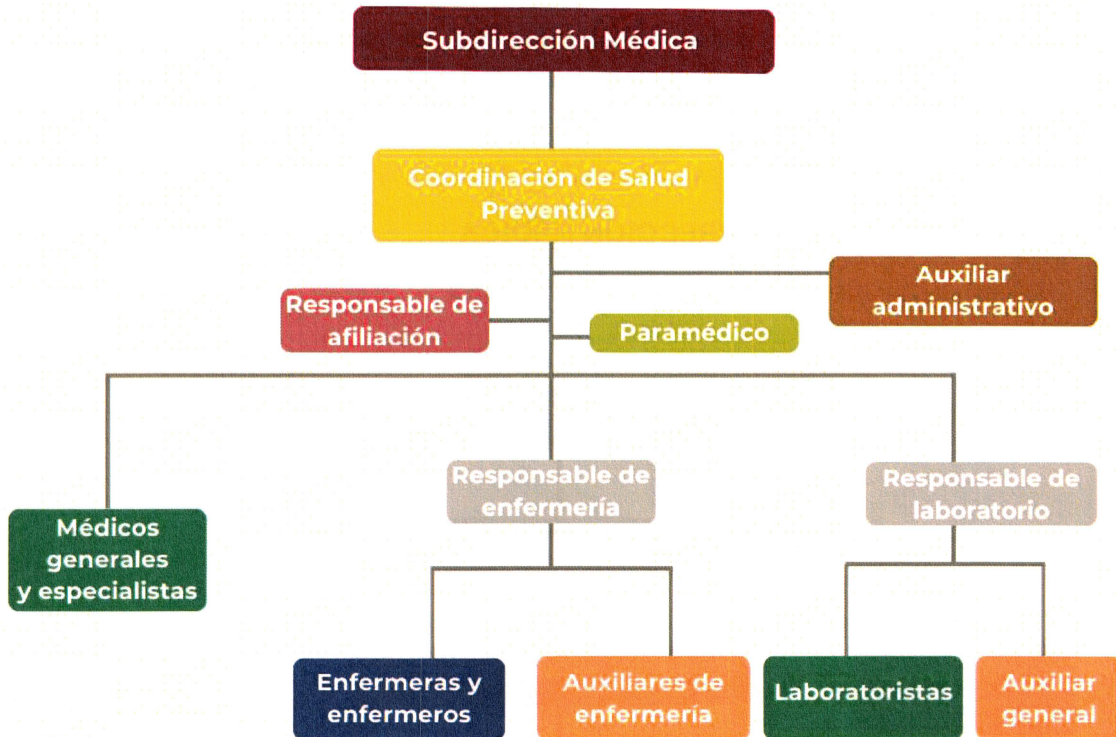 Subdirección Médica
Coordinación de Salud
Preventiva
Auxiliar
administrativo
Responsable de
afiliación
Paramédico
Responsable de
enfermería
Responsable de
laboratorio
Médicos
generales
y especialistas
Enfermeras y
enfermeros
Auxiliares de
enfermería
Laboratoristas
Auxiliar
general